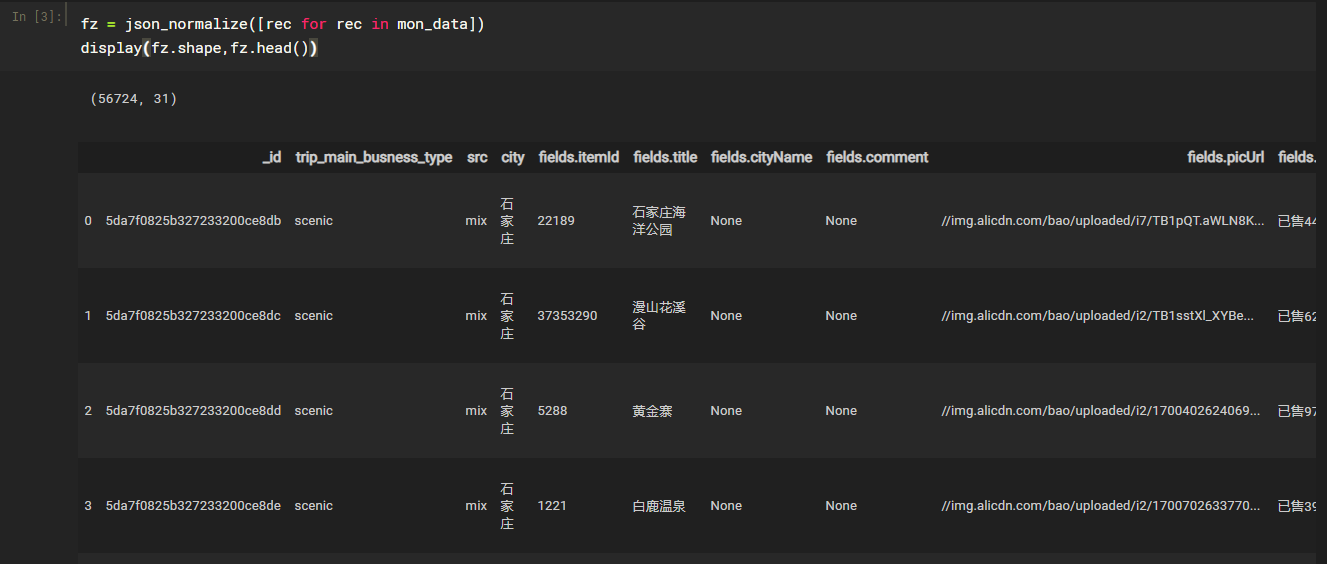 In [3]:
fz = json_normalize([rec for rec in mon_data])
display(fz.shape,fz.head())
(56724, 31)
_id trip_main_busness_type src city fields.itemId fields.title fields.cityName fields.comment fields.picUrl fields.
0 5da7f0825b327233200ce8db scenic mix 石家庄 22189 石家庄海洋公园 None None //img.alicdn.com/bao/uploaded/i7/TB1pQT.aWLN8K... 已售44
1 5da7f0825b327233200ce8dc scenic mix 石家庄 37353290 漫山花溪谷 None None //img.alicdn.com/bao/uploaded/i2/TB1sstXl_XYBe... 已售62
2 5da7f0825b327233200ce8dd scenic mix 石家庄 5288 黄金寨 None None //img.alicdn.com/bao/uploaded/i2/1700402624069... 已售97
3 5da7f0825b327233200ce8de scenic mix 石家庄 1221 白鹿温泉 None None //img.alicdn.com/bao/uploaded/i2/1700702633770... 已售39